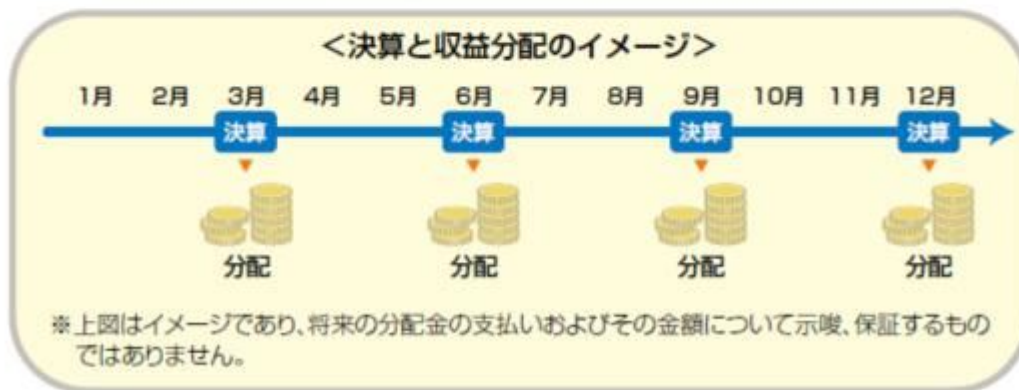 ＜決算と収益分配のイメージ＞
1月 2月 3月 4月 5月 6月 7月 8月 9月 10月 11月 12月
決算 決算 決算 決算
分配 分配 分配 分配
※上図はイメージであり、将来の分配金の支払いおよびその金額について示唆、保証するもの
ではありません。